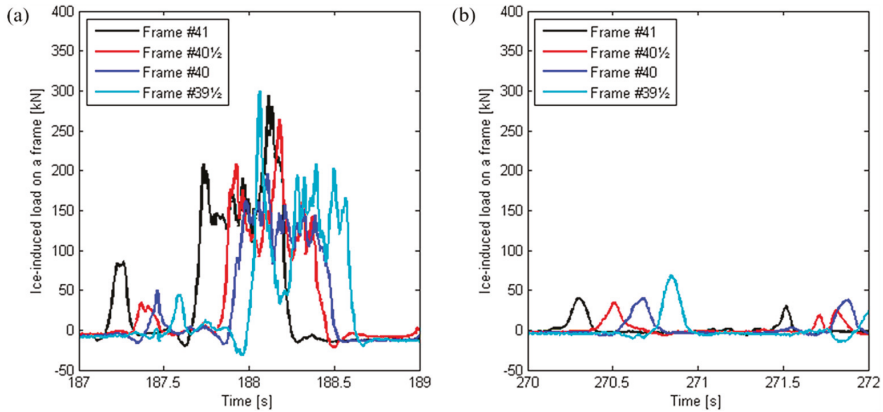 (a)
400
350
300
250
200
150
100
50
0
-50
Ice-induced load on a frame [kN]
Frame #41
Frame #40½
Frame #40
Frame #39½
187
187.5
188
188.5
189
Time [s]
(b)
400
350
300
250
200
150
100
50
0
-50
Ice-induced load on a frame [kN]
Frame #41
Frame #40½
Frame #40
Frame #39½
270
270.5
271
271.5
272
Time [s]